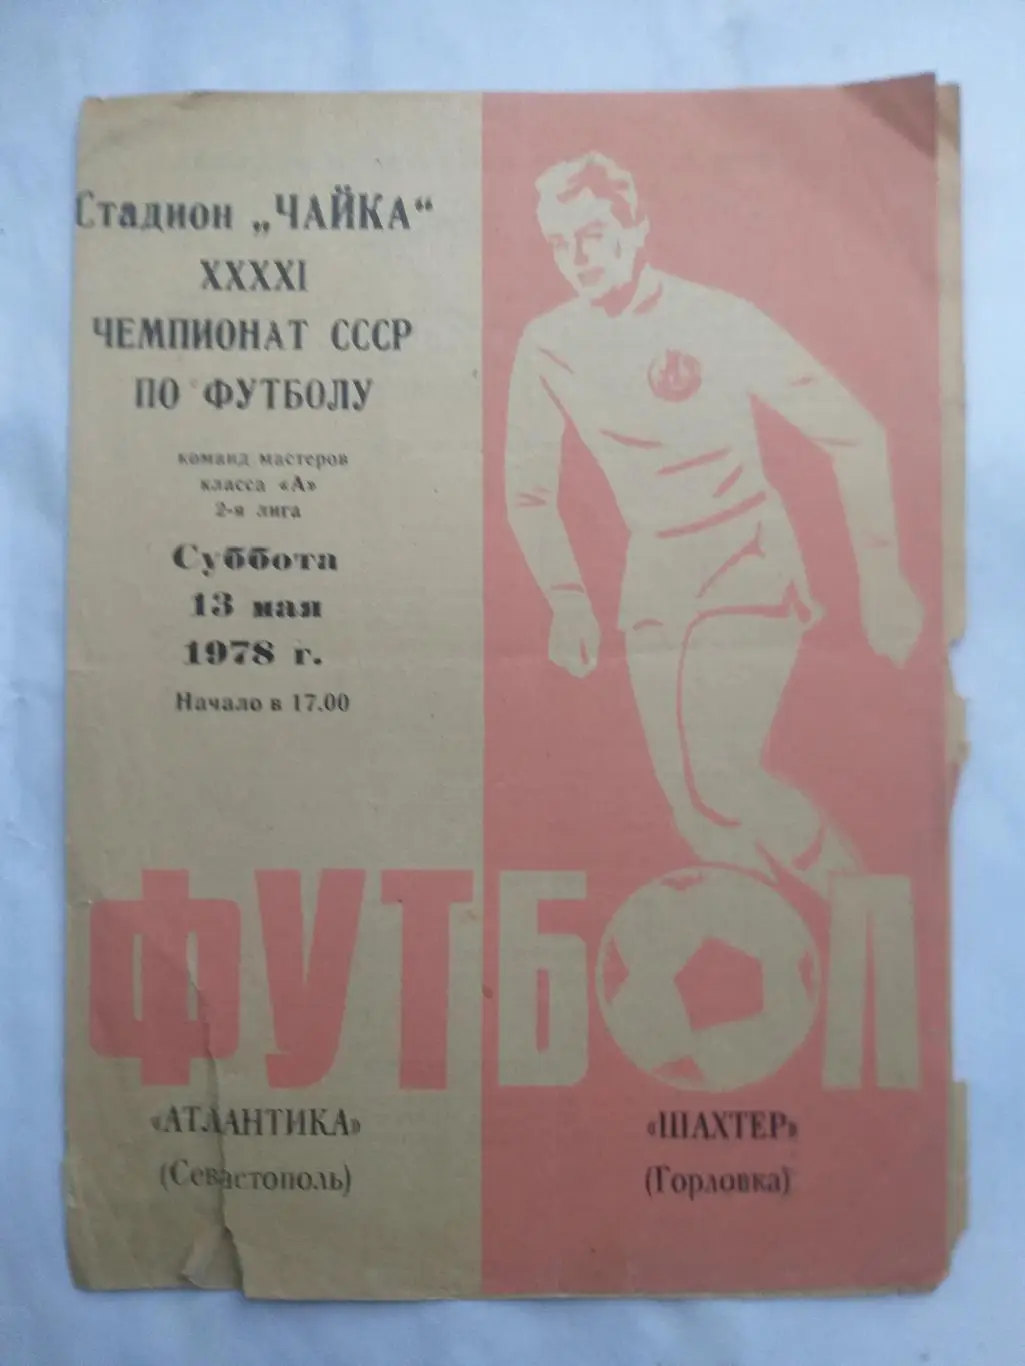 Стадион „ЧАЙКА“
XXXXI
ЧЕМПИОНАТ СССР
ПО ФУТБОЛУ
команд мастеров
класса «А»
2-я лига
Суббота
13 мая
1978 г.
Начало в 17.00
ФУТБОЛ
«АТЛАНТИКА»
(Севастополь)
«ШАХТЕР»
(Горловка)